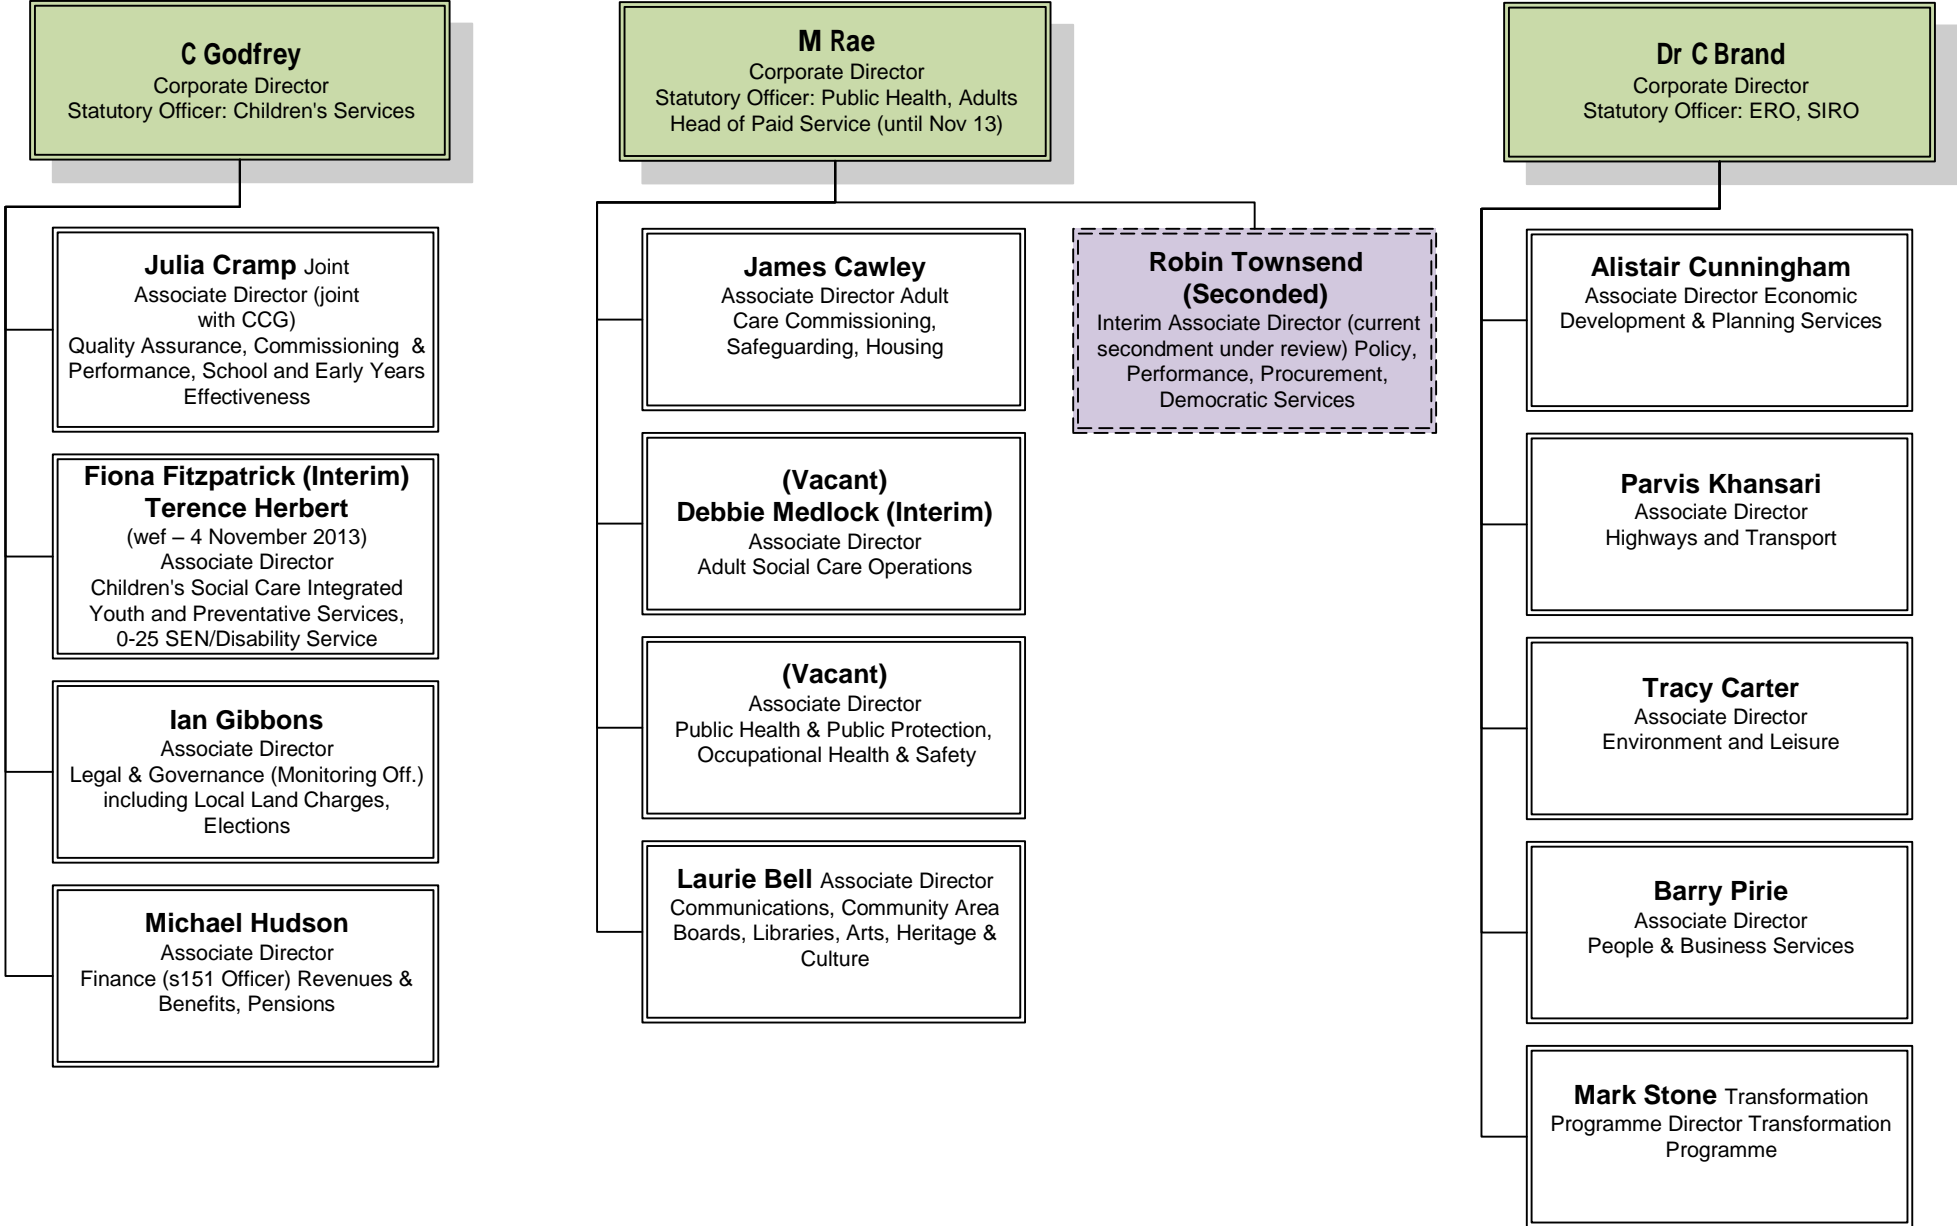 C Godfrey
Corporate Director
Statutory Officer: Children's Services
Julia Cramp Joint
Associate Director (joint
with CCG)
Quality Assurance, Commissioning &
Performance, School and Early Years
Effectiveness
Fiona Fitzpatrick (Interim)
Terence Herbert
(wef – 4 November 2013)
Associate Director
Children's Social Care Integrated
Youth and Preventative Services,
0-25 SEN/Disability Service
Ian Gibbons
Associate Director
Legal & Governance (Monitoring Off.)
including Local Land Charges,
Elections
Michael Hudson
Associate Director
Finance (s151 Officer) Revenues &
Benefits, Pensions
M Rae
Corporate Director
Statutory Officer: Public Health, Adults
Head of Paid Service (until Nov 13)
James Cawley
Associate Director Adult
Care Commissioning,
Safeguarding, Housing
(Vacant)
Debbie Medlock (Interim)
Associate Director
Adult Social Care Operations
(Vacant)
Associate Director
Public Health & Public Protection,
Occupational Health & Safety
Laurie Bell Associate Director
Communications, Community Area
Boards, Libraries, Arts, Heritage &
Culture
Robin Townsend
(Seconded)
Interim Associate Director (current
secondment under review) Policy,
Performance, Procurement,
Democratic Services
Dr C Brand
Corporate Director
Statutory Officer: ERO, SIRO
Alistair Cunningham
Associate Director Economic
Development & Planning Services
Parvis Khansari
Associate Director
Highways and Transport
Tracy Carter
Associate Director
Environment and Leisure
Barry Pirie
Associate Director
People & Business Services
Mark Stone Transformation
Programme Director Transformation
Programme